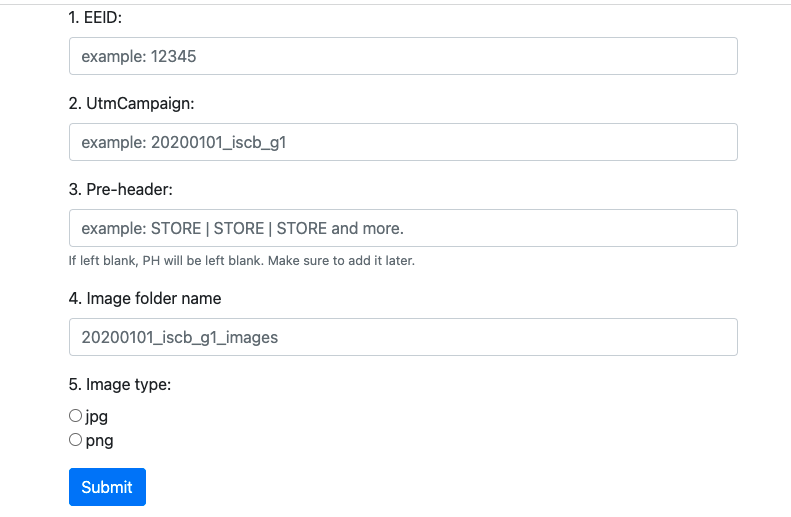 1. EEID:
example: 12345
2. UtmCampaign:
example: 20200101_iscb_g1
3. Pre-header:
example: STORE | STORE | STORE and more.
If left blank, PH will be left blank. Make sure to add it later.
4. Image folder name
20200101_iscb_g1_images
5. Image type:
jpg
png
Submit